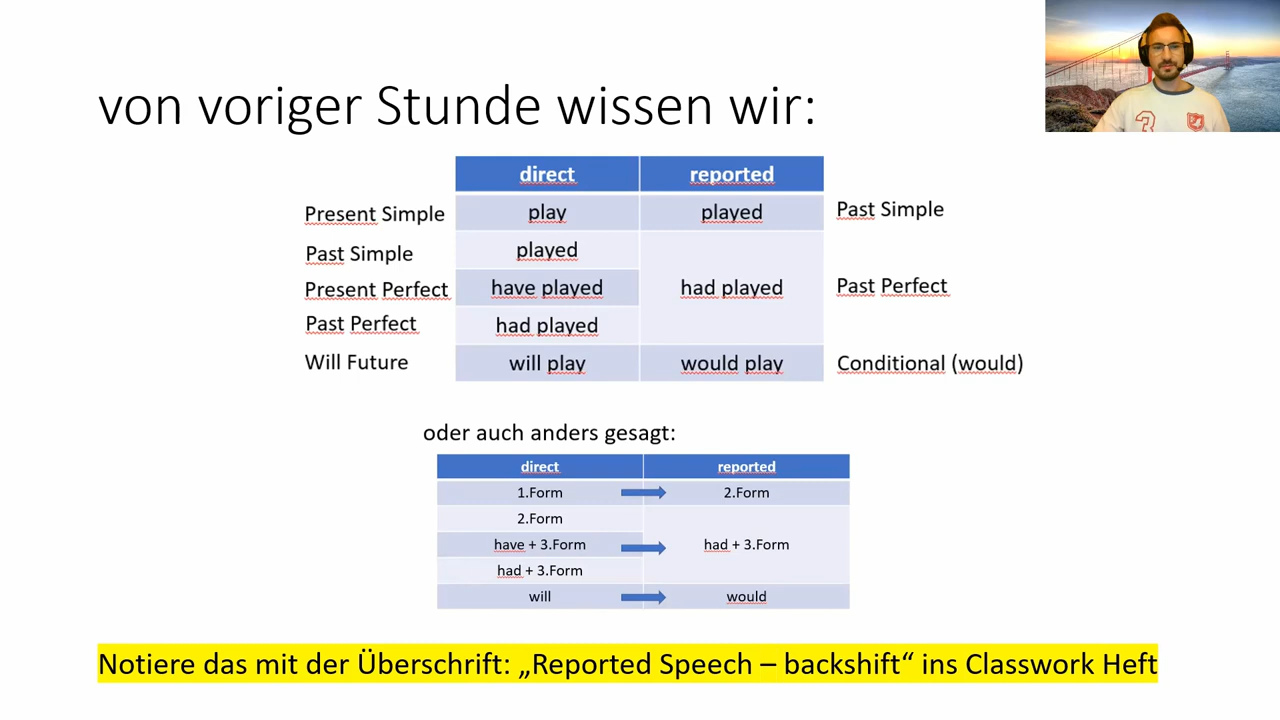 von voriger Stunde wissen wir:
direct reported
Present Simple play played Past Simple
Past Simple played
Present Perfect have played had played Past Perfect
Past Perfect had played
Will Future will play would play Conditional (would)
oder auch anders gesagt:
direct reported
1.Form 2.Form
2.Form
have + 3.Form had + 3.Form
had + 3.Form
will would
Notiere das mit der Überschrift: „Reported Speech – backshift“ ins Classwork Heft
3